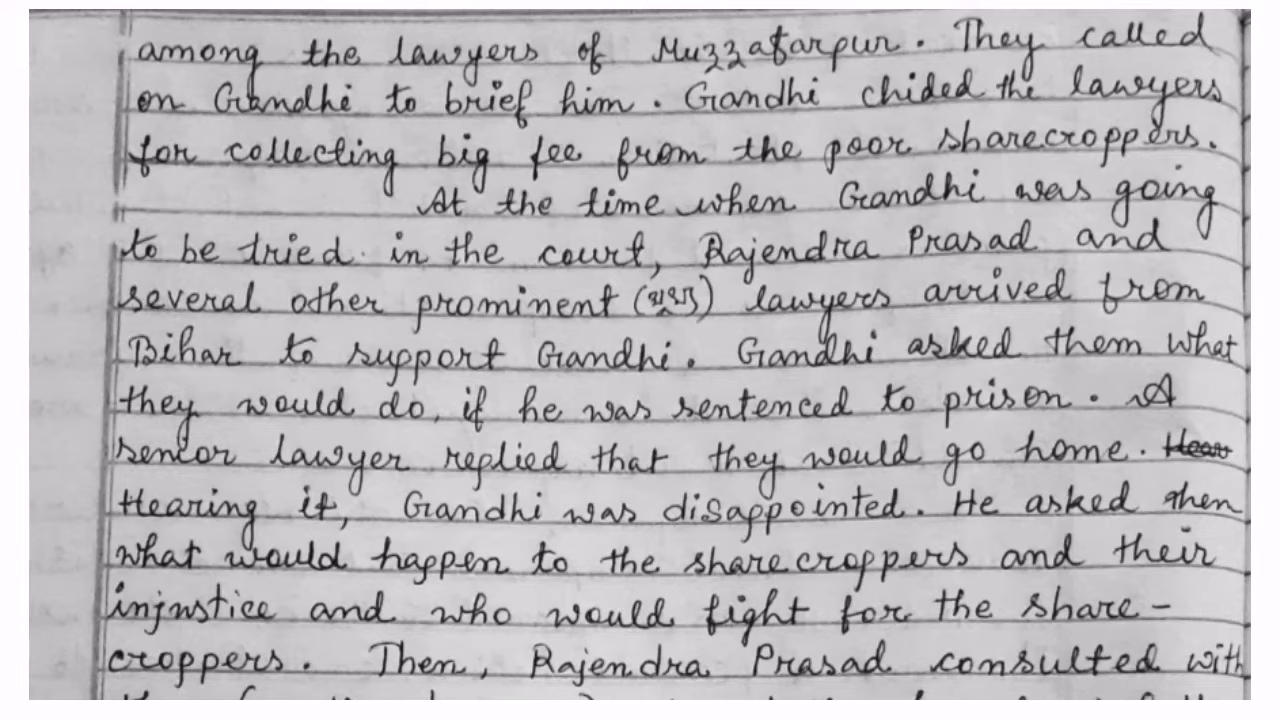 among the lawyers of Muzzafarpur. They called
on Gandhi to brief him. Gandhi chided the lawyers
for collecting big fee from the poor sharecroppers.
At the time when Gandhi was going
to be tried in the court, Rajendra Prasad and
several other prominent lawyers arrived from
Bihar to support Gandhi. Gandhi asked them what
they would do, if he was sentenced to prison. A
senior lawyer replied that they would go home.
Hearing it, Gandhi was disappointed. He asked then
what would happen to the sharecroppers and their
injustice and who would fight for the share-
croppers. Then, Rajendra Prasad consulted with